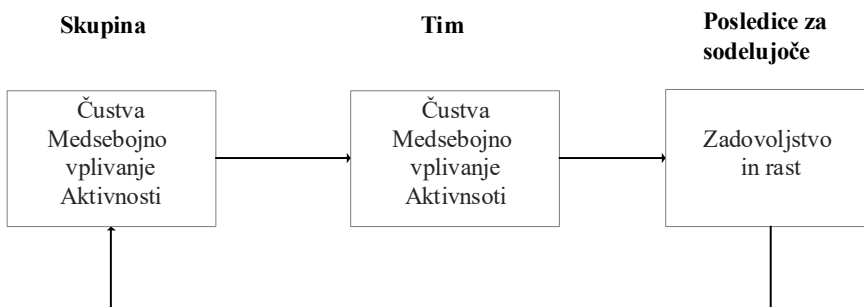 Skupina
Tim
Posledice za
sodelujoče
Čustva
Medsebojno
vplivanje
Aktivnosti
Čustva
Medsebojno
vplivanje
Aktivnsoti
Zadovoljstvo
in rast